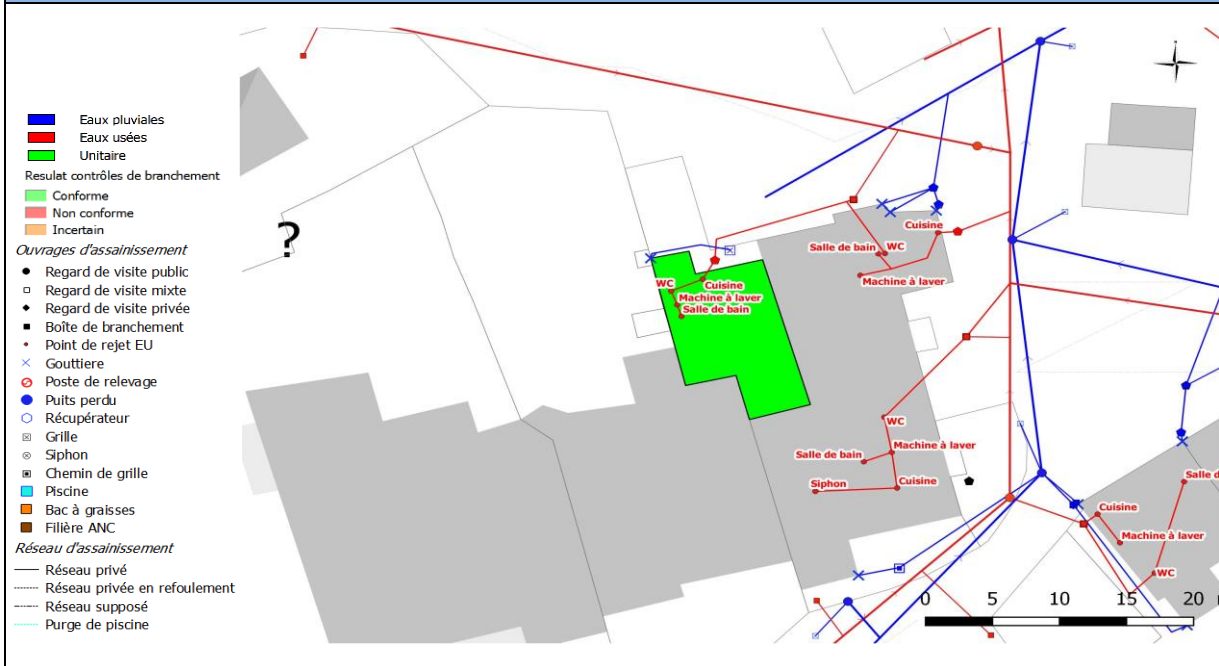 Eaux pluviales
Eaux usées
Unitaire
Resulat contrôles de branchement
Conforme
Non conforme
Incertain
Ouvrages d'assainissement
Regard de visite public
Regard de visite mixte
Regard de visite privée
Boîte de branchement
Point de rejet EU
Gouttiere
Poste de relevage
Puits perdu
Récupérateur
Grille
Siphon
Chemin de grille
Piscine
Bac à graisses
Filière ANC
Réseau d'assainissement
Réseau privé
Réseau privée en refoulement
Réseau supposé
Purge de piscine
?
Cuisine
Salle de bain
WC
Machine à laver
WC
Cuisine
Machine à laver
Salle de bain
WC
Machine à laver
Salle de bain
Siphon
Cuisine
Salle d
Cuisine
Machine à laver
WC
0 5 10 15 20